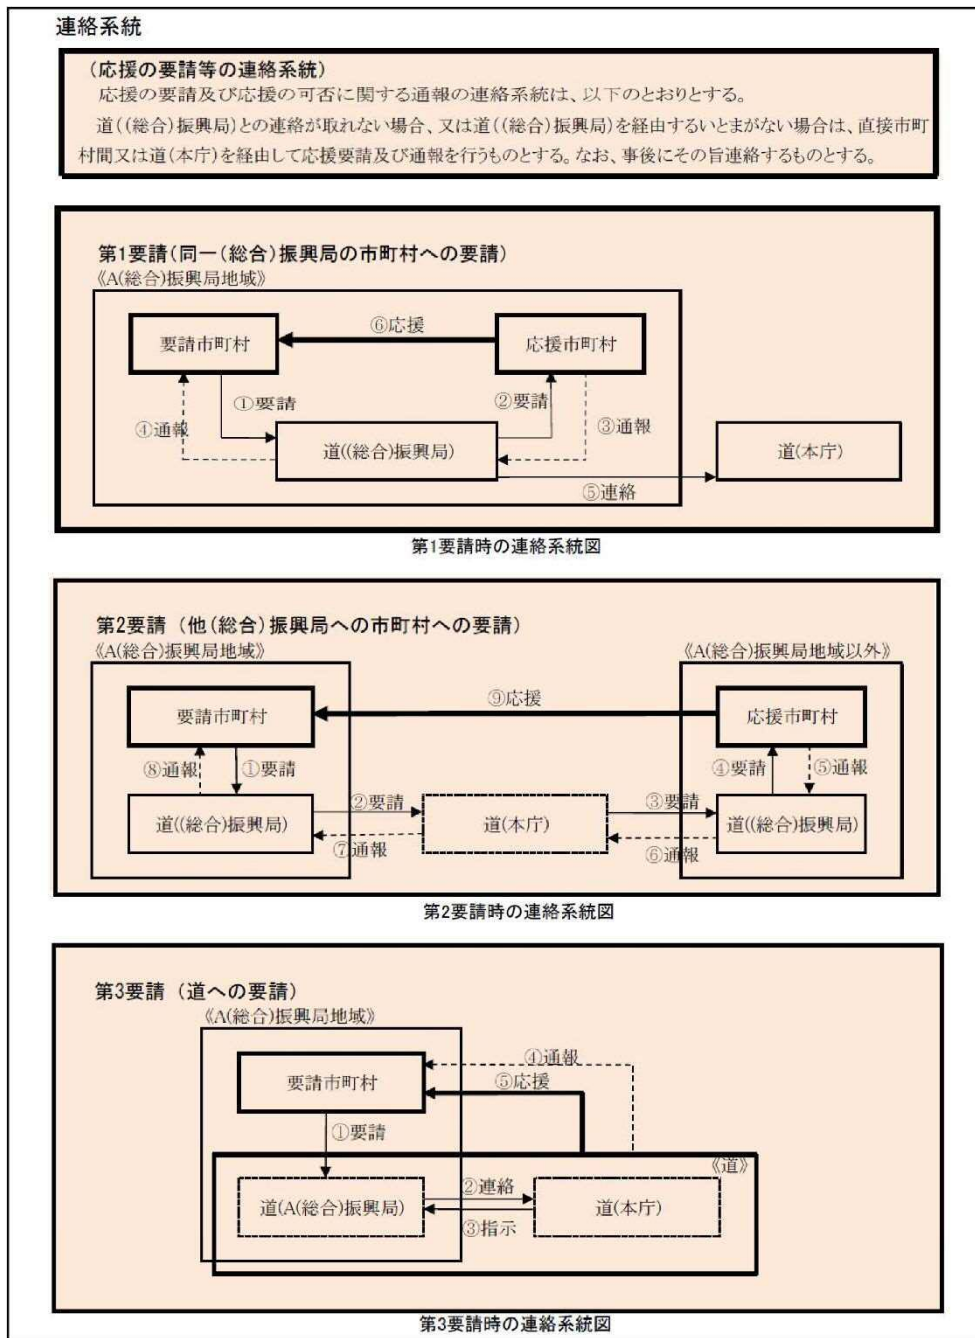 連絡系統
(応援の要請等の連絡系統)
応援の要請及び応援の可否に関する通報の連絡系統は、以下のとおりとする。
道((総合)振興局)との連絡が取れない場合、又は道((総合)振興局)を経由するいとまがない場合は、直接市町
村間又は道(本庁)を経由して応援要請及び通報を行うものとする。なお、事後にその旨連絡するものとする。
第1要請(同一(総合)振興局の市町村への要請)
《A(総合)振興局地域》
⑥応援
要請市町村
応援市町村
①要請
②要請
④通報
③通報
道((総合)振興局)
道(本庁)
⑤連絡
第1要請時の連絡系統図
第2要請 (他(総合)振興局への市町村への要請)
《A(総合)振興局地域》
《A(総合)振興局地域以外》
⑨応援
要請市町村
応援市町村
⑧通報
①要請
④要請
⑤通報
②要請
③要請
道((総合)振興局)
道(本庁)
道((総合)振興局)
⑦通報
⑥通報
第2要請時の連絡系統図
第3要請 (道への要請)
《A(総合)振興局地域》
④通報
要請市町村
⑤応援
①要請
《道》
②連絡
道(A(総合)振興局)
道(本庁)
③指示
第3要請時の連絡系統図